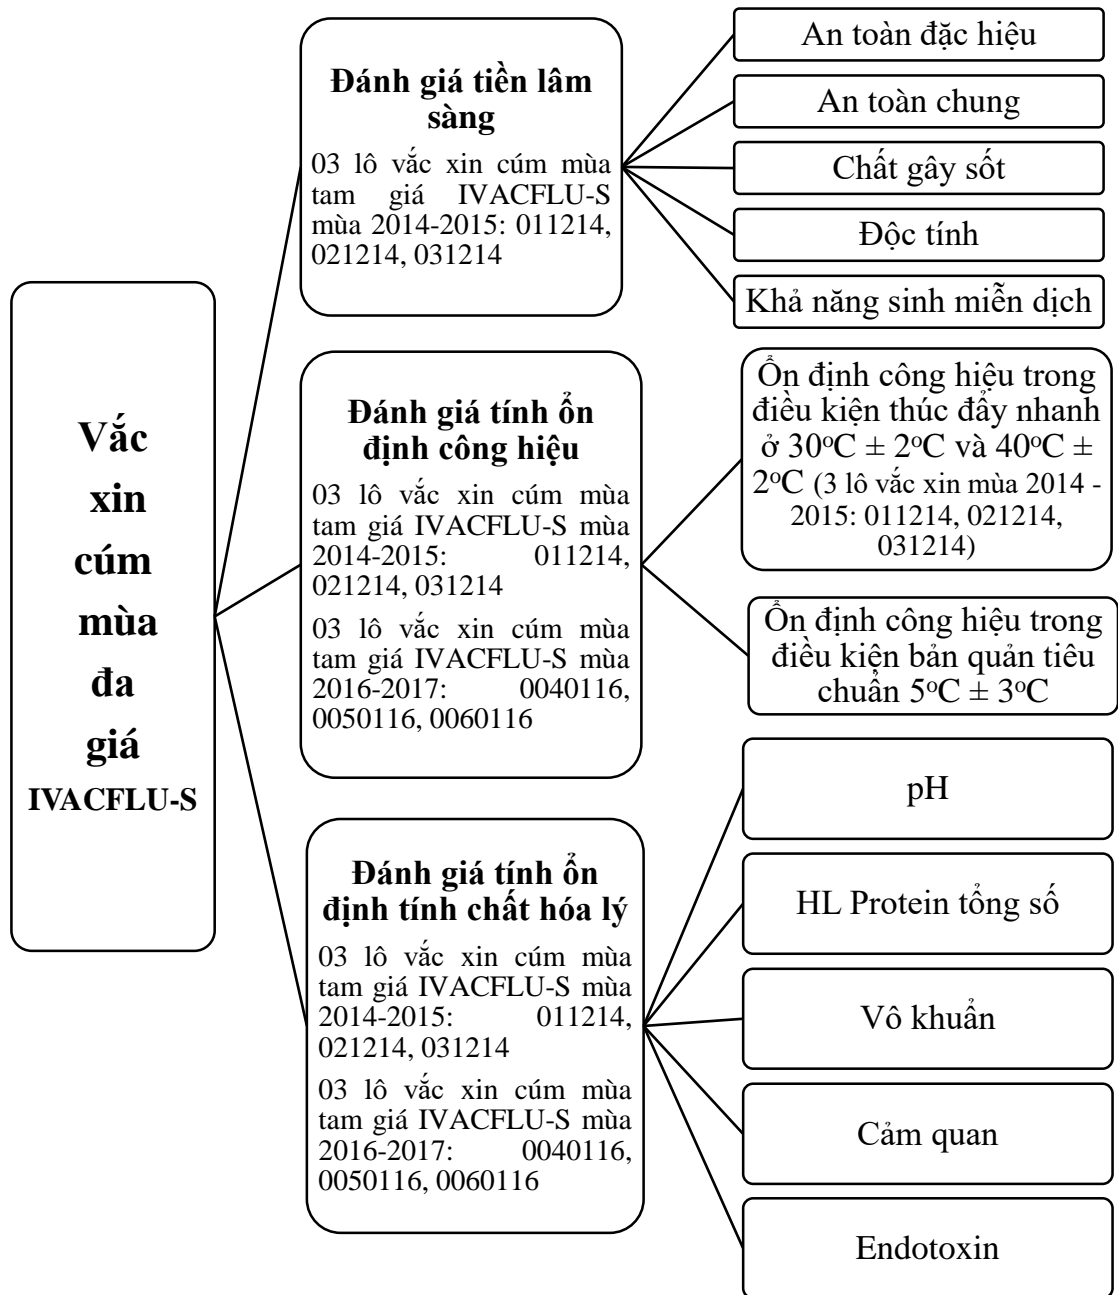 Vắc
xin
cúm
mùa
đa
giá
IVACFLU-S
Đánh giá tiền lâm
sàng
03 lô vắc xin cúm mùa
tam giá IVACFLU-S
mùa 2014-2015: 011214,
021214, 031214
An toàn đặc hiệu
An toàn chung
Chất gây sốt
Độc tính
Khả năng sinh miễn dịch
Đánh giá tính ổn
định công hiệu
03 lô vắc xin cúm mùa
tam giá IVACFLU-S mùa
2014-2015: 011214,
021214, 031214
03 lô vắc xin cúm mùa
tam giá IVACFLU-S mùa
2016-2017: 0040116,
0050116, 0060116
Ổn định công hiệu trong
điều kiện thúc đẩy nhanh
ở 30ºC ± 2ºC và 40ºC ±
2ºC (3 lô vắc xin mùa 2014 -
2015: 011214, 021214,
031214)
Ổn định công hiệu trong
điều kiện bản quản tiêu
chuẩn 5ºC ± 3ºC
Đánh giá tính ổn
định tính chất hóa lý
03 lô vắc xin cúm mùa
tam giá IVACFLU-S mùa
2014-2015: 011214,
021214, 031214
03 lô vắc xin cúm mùa
tam giá IVACFLU-S mùa
2016-2017: 0040116,
0050116, 0060116
pH
HL Protein tổng số
Vô khuẩn
Cảm quan
Endotoxin